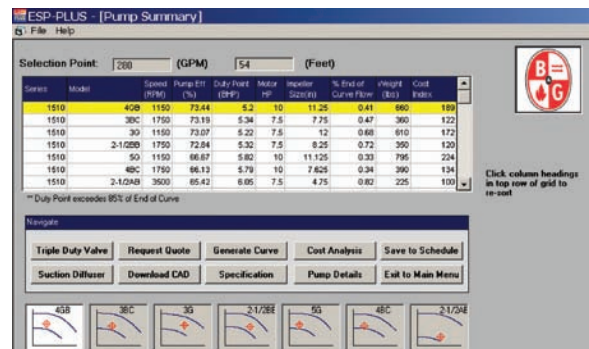 ESP-PLUS - [Pump Summary]
File Help
Selection Point: 280 (GPM) 54 (Feet)
Series Model Speed (RPM) Pump Eff (%) Duty Point (BHP) Motor HP Impeller Size(in) % End of Curve Flow Weight (lbs) Cost Index
1510 4GB 1150 73.44 5.2 10 11.25 0.41 660 189
1510 3BC 1750 73.19 5.34 7.5 7.75 0.47 360 122
1510 3G 1150 73.07 5.22 7.5 12 0.68 610 172
1510 2-1/2BB 1750 72.84 5.32 7.5 8.25 0.72 350 120
1510 5G 1150 66.67 5.82 10 11.125 0.33 795 224
1510 4BC 1750 66.13 5.79 10 7.625 0.34 390 134
1510 2-1/2AB 3500 65.42 6.05 7.5 4.75 0.82 225 100
** Duty Point exceedes 85% of End of Curve
B G
Click column headings
in top row of grid to
re-sort
Navigate
Triple Duty Valve Request Quote Generate Curve Cost Analysis Save to Schedule
Suction Diffuser Download CAD Specification Pump Details Exit to Main Menu
4GB 3BC 3G 2-1/2BB 5G 4BC 2-1/2AB